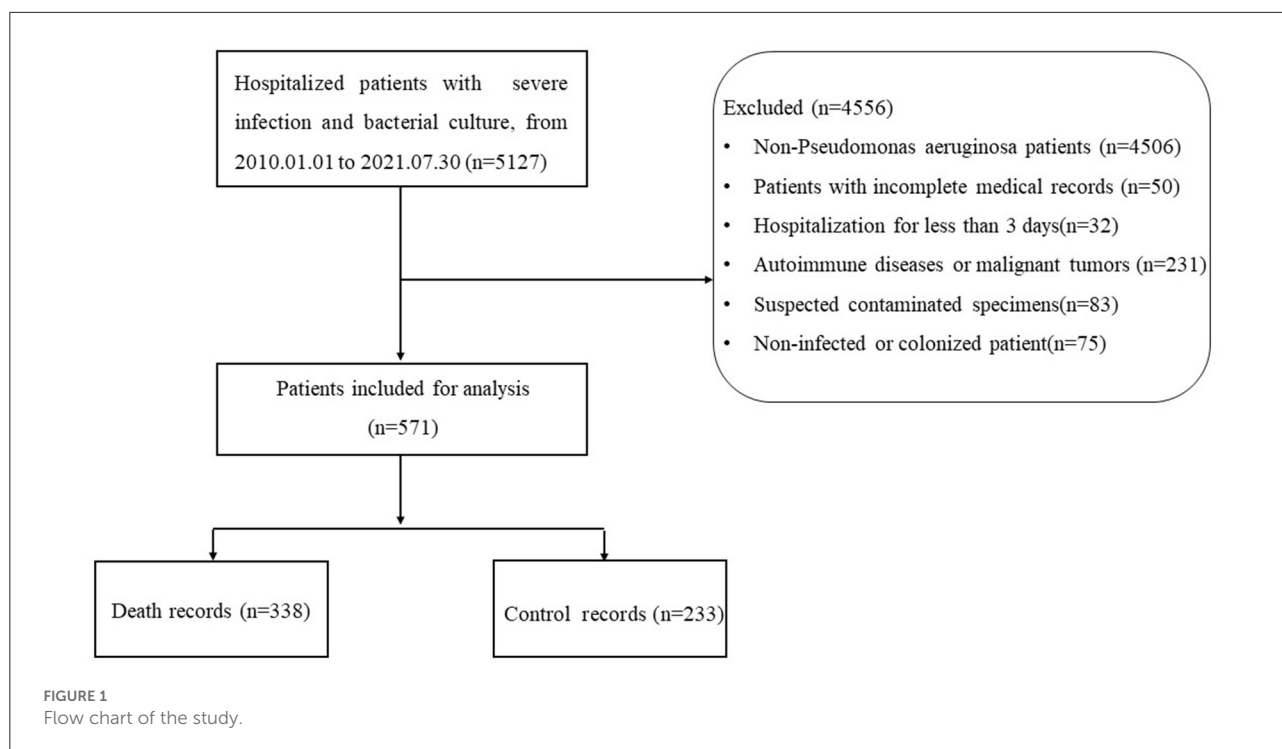 Hospitalized patients with severe
infection and bacterial culture, from
2010.01.01 to 2021.07.30 (n=5127)
Excluded (n=4556)
• Non-Pseudomonas aeruginosa patients (n=4506)
• Patients with incomplete medical records (n=50)
• Hospitalization for less than 3 days(n=32)
• Autoimmune diseases or malignant tumors (n=231)
• Suspected contaminated specimens(n=83)
• Non-infected or colonized patient(n=75)
Patients included for analysis
(n=571)
Death records (n=338)
Control records (n=233)
FIGURE 1
Flow chart of the study.